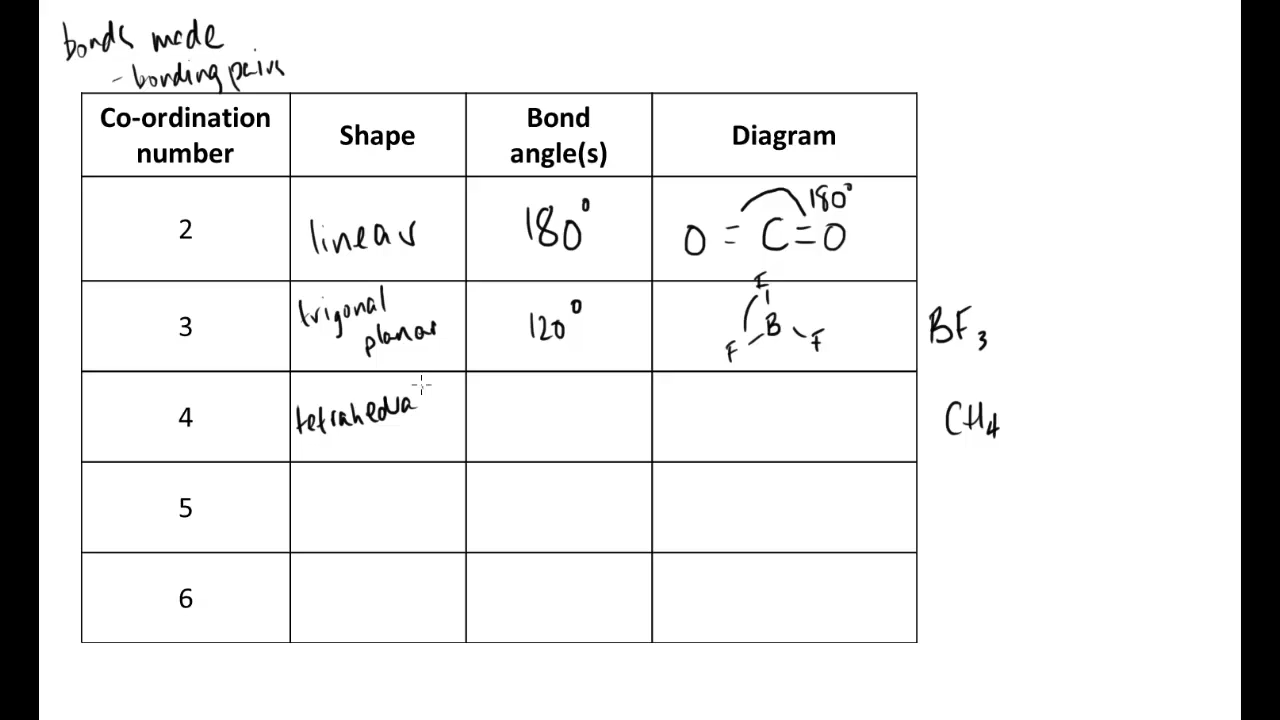 bonds made
- bonding pairs
Co-ordination number
Shape
Bond angle(s)
Diagram
2
linear
180°
180°
O = C = O
3
trigonal planar
120°
F
B
F
F
BF3
4
tetrahedra
CH4
5
6